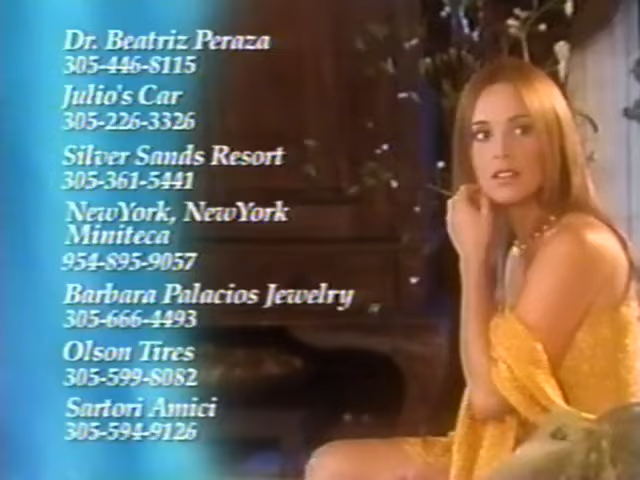 Dr. Beatriz Peraza
305-446-8115
Julio's Car
305-226-3326
Silver Sands Resort
305-361-5441
NewYork, NewYork
Miniteca
954-895-9057
Barbara Palacios Jewelry
305-666-4493
Olson Tires
305-599-8082
Sartori Amici
305-594-9126